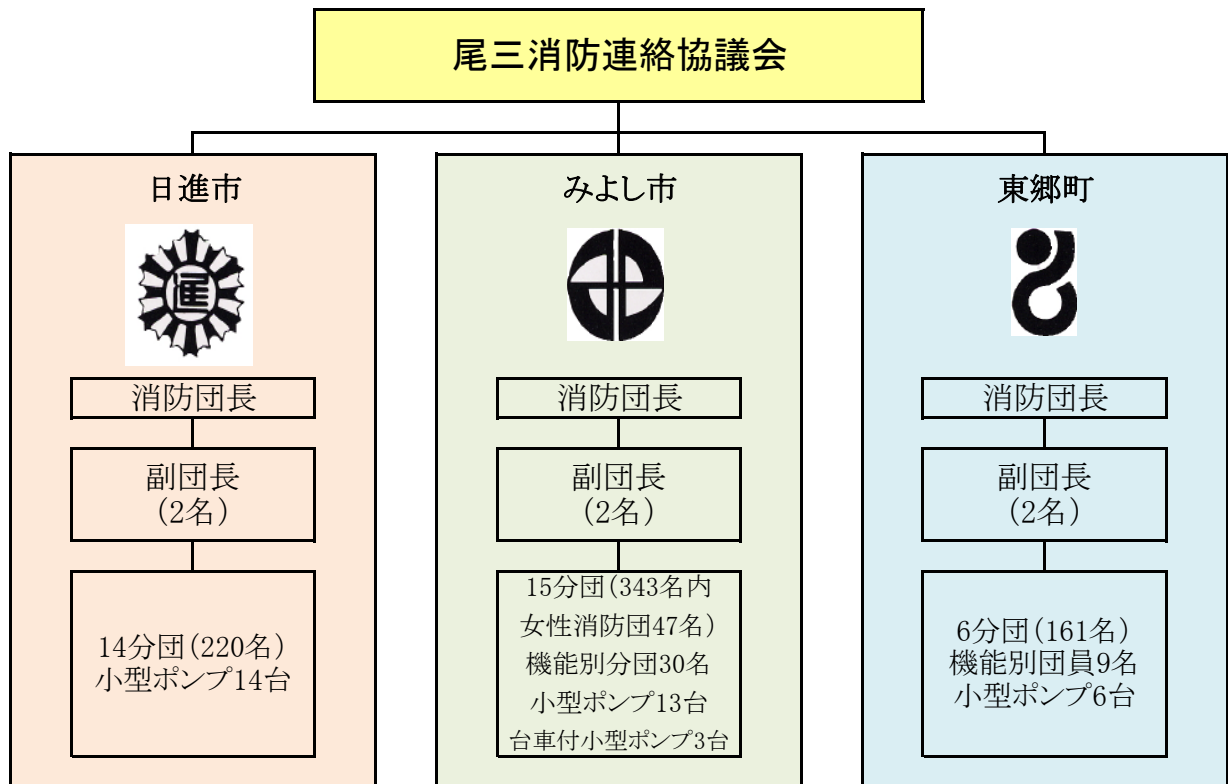 尾三消防連絡協議会
日進市
消防団長
副団長
（2名）
14分団（220名）
小型ポンプ14台
みよし市
消防団長
副団長
（2名）
15分団（343名内
女性消防団47名）
機能別分団30名
小型ポンプ13台
台車付小型ポンプ3台
東郷町
消防団長
副団長
（2名）
6分団（161名）
機能別団員9名
小型ポンプ6台